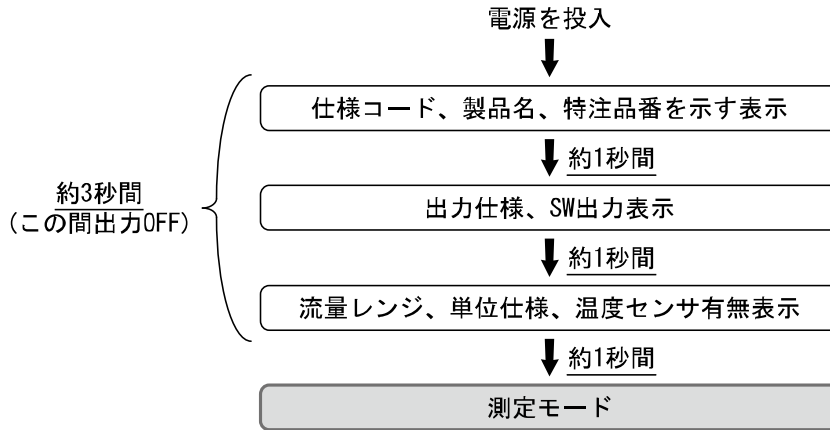 電源を投入
仕様コード、製品名、特注品番を示す表示
約1秒間
約3秒間
(この間出力OFF)
出力仕様、SW出力表示
約1秒間
流量レンジ、単位仕様、温度センサ有無表示
約1秒間
測定モード